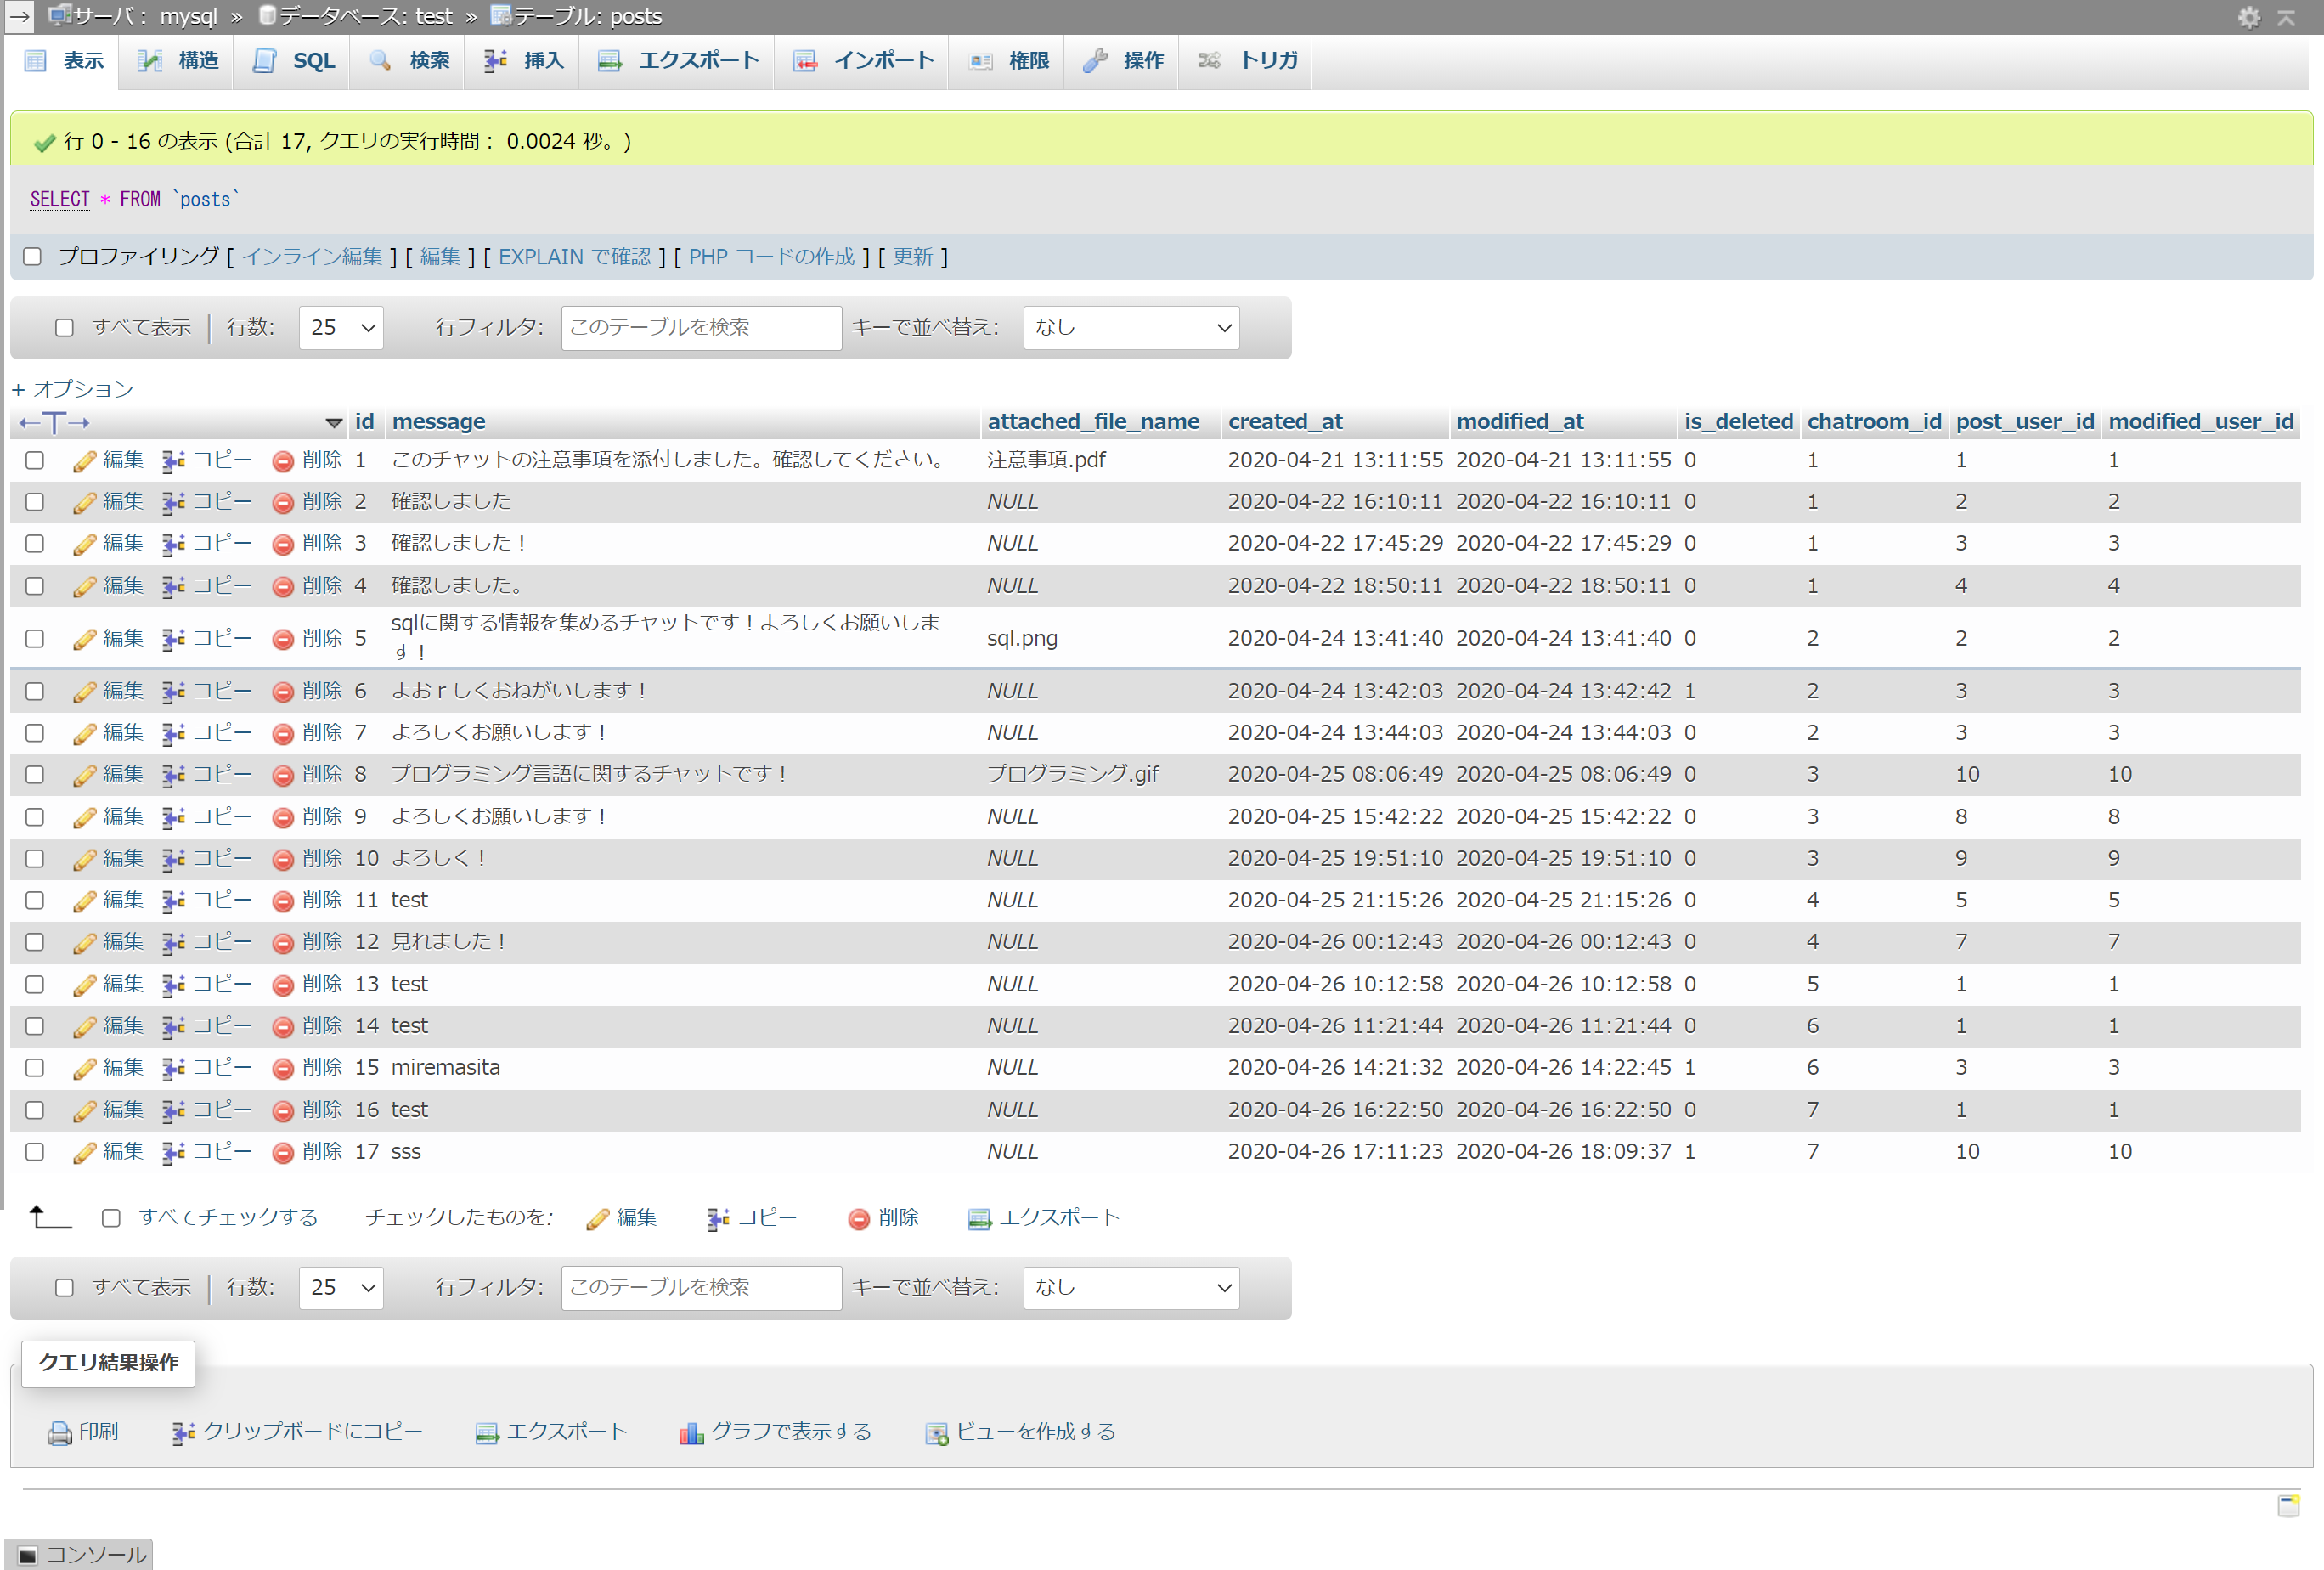 サーバ： mysql » データベース: test » テーブル: posts
表示 構造 SQL 検索 挿入 エクスポート インポート 権限 操作 トリガ
行 0 - 16 の表示 (合計 17, クエリの実行時間： 0.0024 秒。)
SELECT * FROM `posts`
プロファイリング [ インライン編集 ] [ 編集 ] [ EXPLAIN で確認 ] [ PHP コードの作成 ] [ 更新 ]
すべて表示 | 行数: 25 行フィルタ: このテーブルを検索 キーで並べ替え: なし
+ オプション
←T→ id message attached_file_name created_at modified_at is_deleted chatroom_id post_user_id modified_user_id
編集 コピー 削除 1 このチャットの注意事項を添付しました。確認してください。 注意事項.pdf 2020-04-21 13:11:55 2020-04-21 13:11:55 0 1 1 1
編集 コピー 削除 2 確認しました NULL 2020-04-22 16:10:11 2020-04-22 16:10:11 0 1 2 2
編集 コピー 削除 3 確認しました！ NULL 2020-04-22 17:45:29 2020-04-22 17:45:29 0 1 3 3
編集 コピー 削除 4 確認しました。 NULL 2020-04-22 18:50:11 2020-04-22 18:50:11 0 1 4 4
編集 コピー 削除 5 sqlに関する情報を集めるチャットです！よろしくお願いしま
す！ sql.png 2020-04-24 13:41:40 2020-04-24 13:41:40 0 2 2 2
編集 コピー 削除 6 よおｒしくおねがいします！ NULL 2020-04-24 13:42:03 2020-04-24 13:42:42 1 2 3 3
編集 コピー 削除 7 よろしくお願いします！ NULL 2020-04-24 13:44:03 2020-04-24 13:44:03 0 2 3 3
編集 コピー 削除 8 プログラミング言語に関するチャットです！ プログラミング.gif 2020-04-25 08:06:49 2020-04-25 08:06:49 0 3 10 10
編集 コピー 削除 9 よろしくお願いします！ NULL 2020-04-25 15:42:22 2020-04-25 15:42:22 0 3 8 8
編集 コピー 削除 10 よろしく！ NULL 2020-04-25 19:51:10 2020-04-25 19:51:10 0 3 9 9
編集 コピー 削除 11 test NULL 2020-04-25 21:15:26 2020-04-25 21:15:26 0 4 5 5
編集 コピー 削除 12 見れました！ NULL 2020-04-26 00:12:43 2020-04-26 00:12:43 0 4 7 7
編集 コピー 削除 13 test NULL 2020-04-26 10:12:58 2020-04-26 10:12:58 0 5 1 1
編集 コピー 削除 14 test NULL 2020-04-26 11:21:44 2020-04-26 11:21:44 0 6 1 1
編集 コピー 削除 15 miremasita NULL 2020-04-26 14:21:32 2020-04-26 14:22:45 1 6 3 3
編集 コピー 削除 16 test NULL 2020-04-26 16:22:50 2020-04-26 16:22:50 0 7 1 1
編集 コピー 削除 17 sss NULL 2020-04-26 17:11:23 2020-04-26 18:09:37 1 7 10 10
すべてチェックする チェックしたものを: 編集 コピー 削除 エクスポート
すべて表示 | 行数: 25 行フィルタ: このテーブルを検索 キーで並べ替え: なし
クエリ結果操作
印刷 クリップボードにコピー エクスポート グラフで表示する ビューを作成する
コンソール